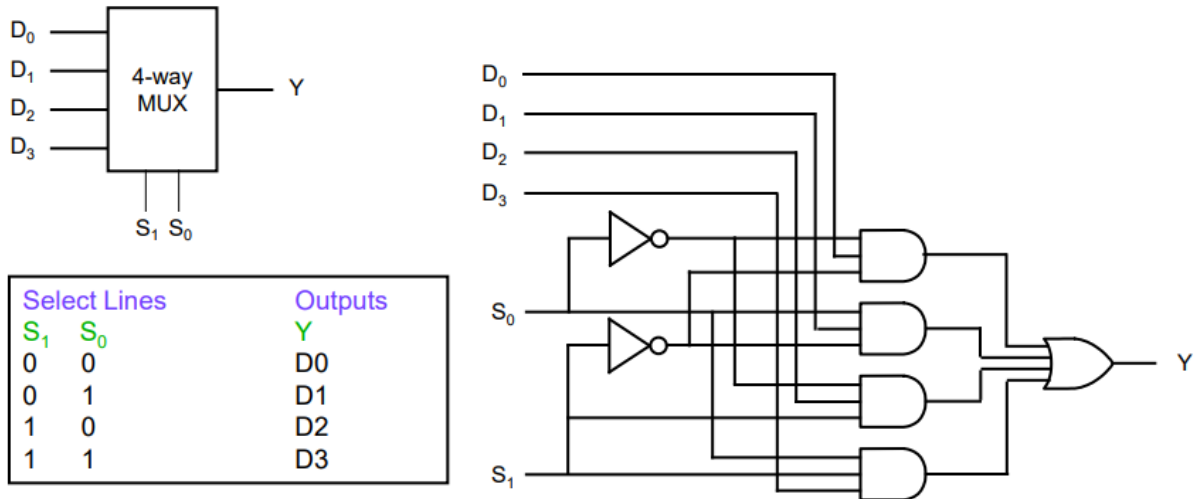 D₀
D₁
D₂
D₃
4-way
MUX
Y
S₁ S₀
Select Lines Outputs
S₁ S₀ Y
0 0 D0
0 1 D1
1 0 D2
1 1 D3
D₀
D₁
D₂
D₃
S₀
S₁
Y